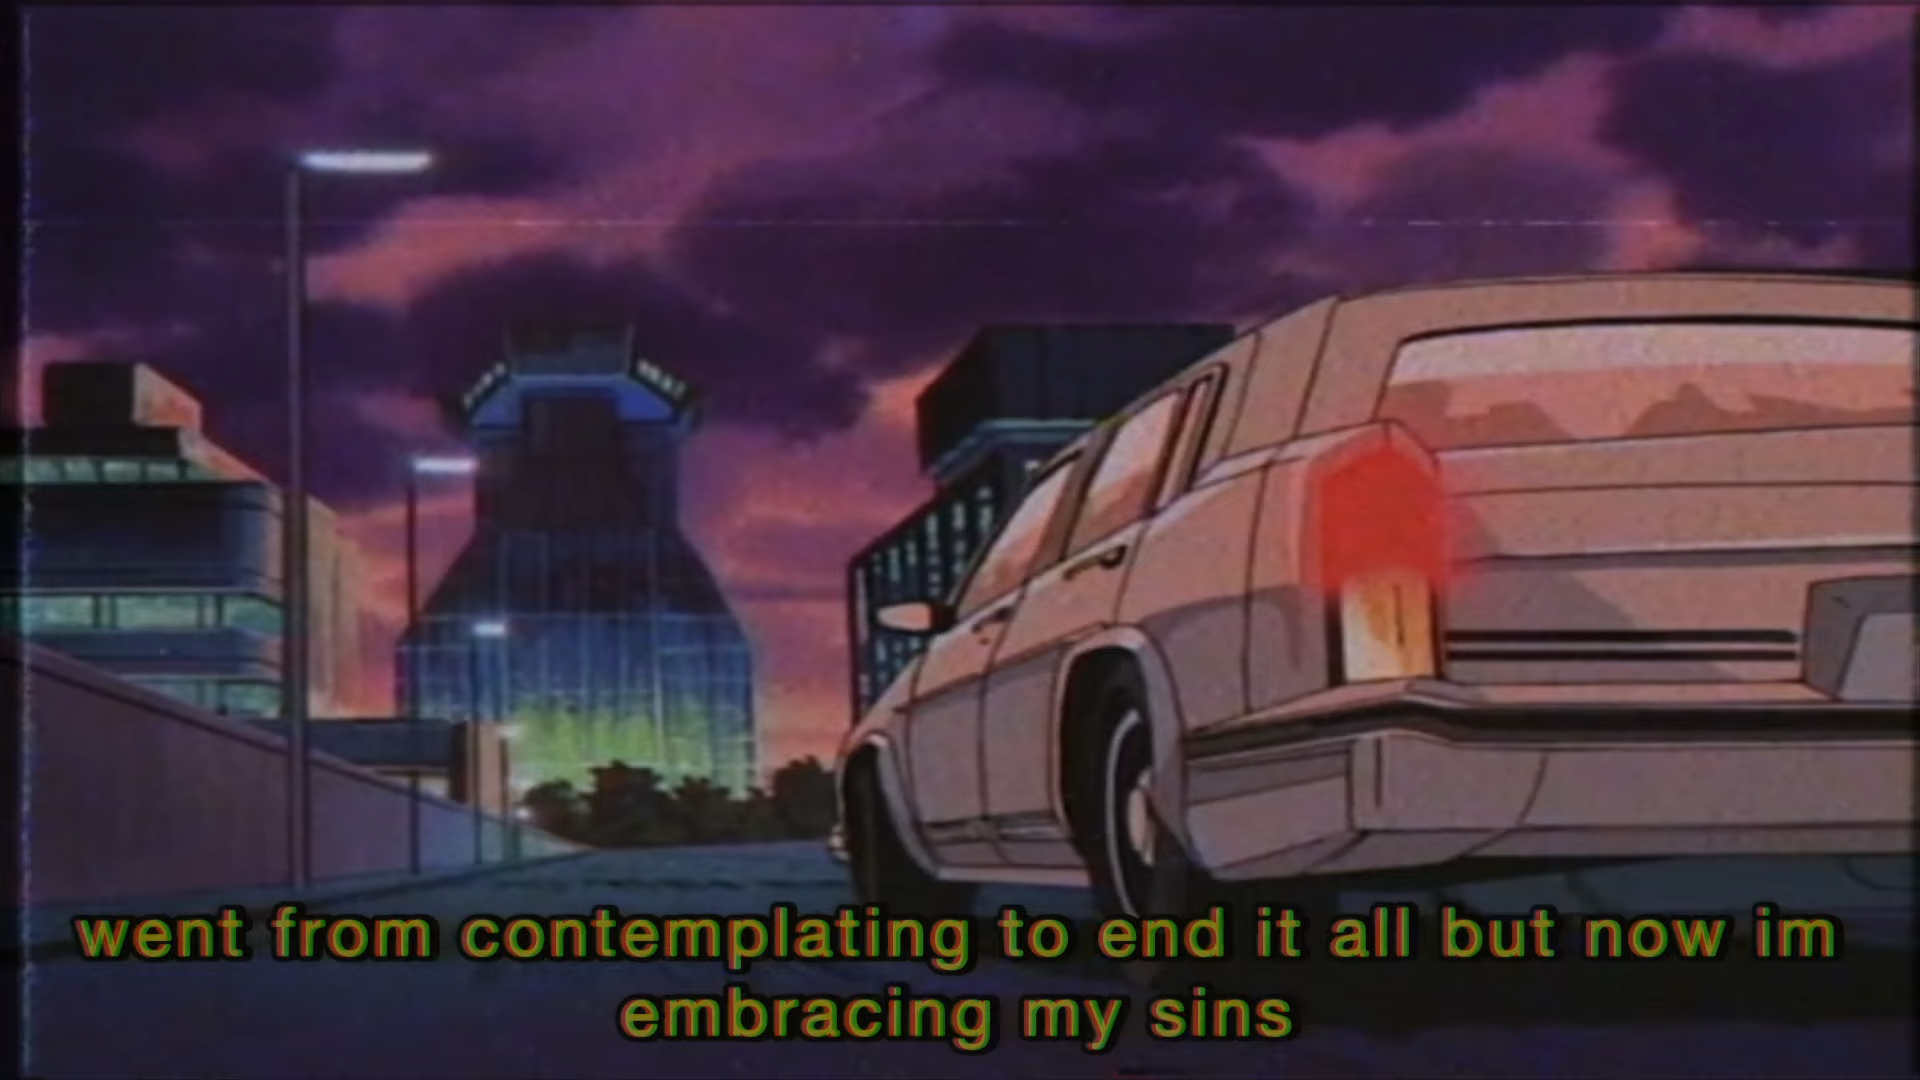 went from contemplating to end it all but now im
embracing my sins